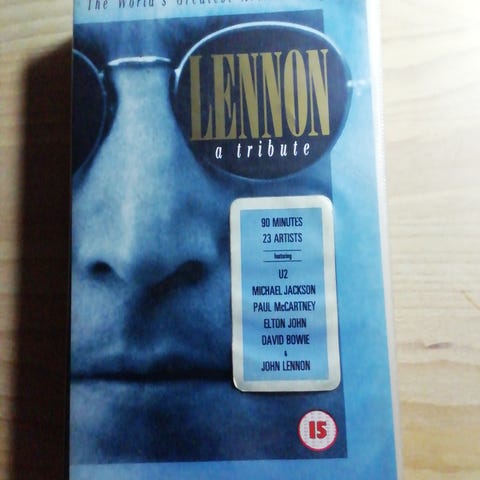 The World's Greatest
LENNON
a tribute
90 MINUTES
23 ARTISTS
featuring
U2
MICHAEL JACKSON
PAUL McCARTNEY
ELTON JOHN
DAVID BOWIE
&
JOHN LENNON
15